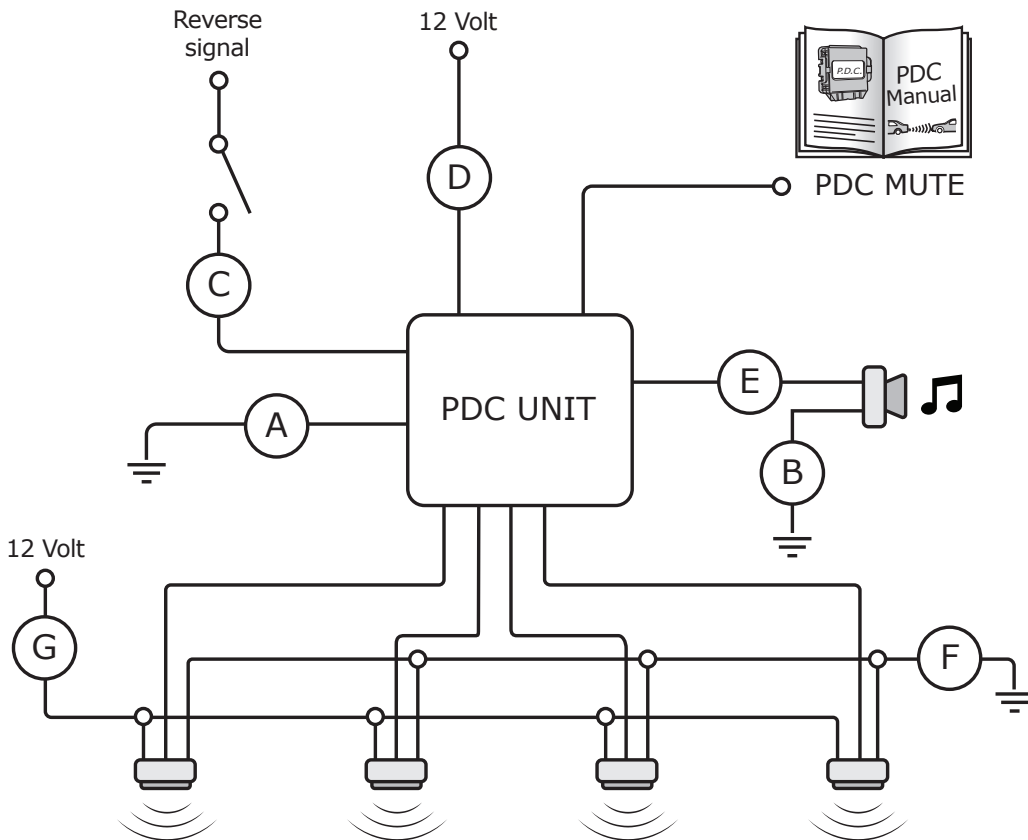 Reverse
signal
12 Volt
P.D.C.
PDC
Manual
D
PDC MUTE
C
E
PDC UNIT
A
B
12 Volt
G
F